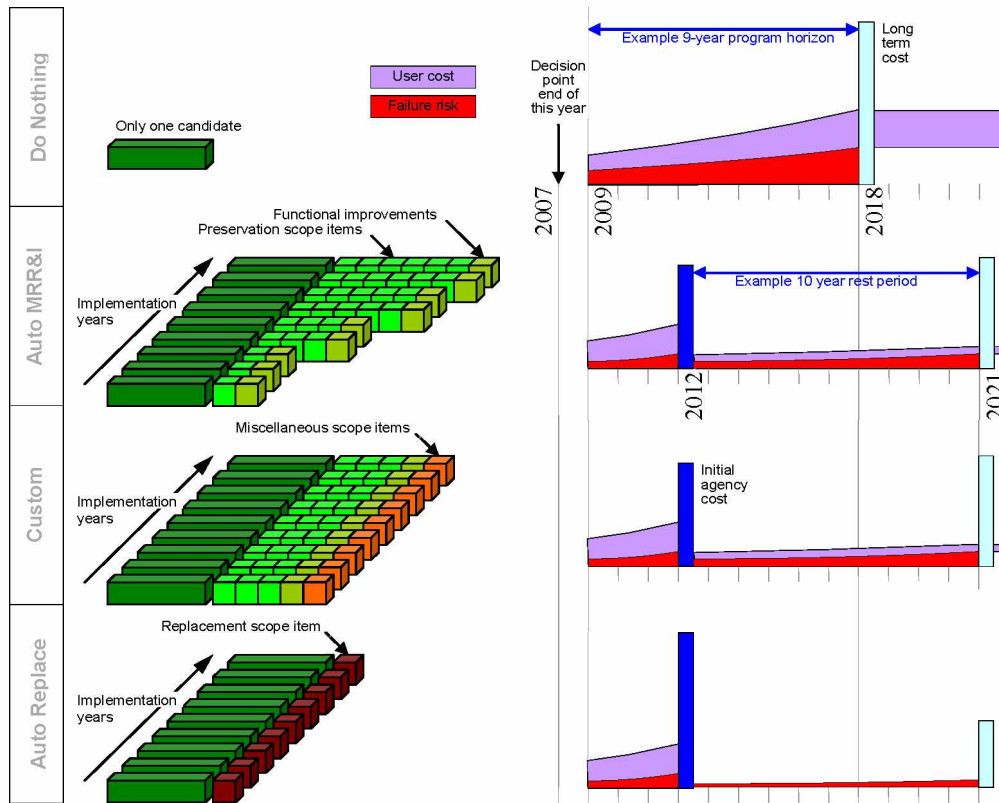 Do Nothing
Only one candidate
User cost
Failure risk
Decision
point
end of
this year
Example 9-year program horizon
Long
term
cost
2007
2009
2018
Auto MRR&I
Functional improvements
Preservation scope items
Implementation
years
Example 10 year rest period
2012
2021
Custom
Miscellaneous scope items
Implementation
years
Initial
agency
cost
Auto Replace
Replacement scope item
Implementation
years